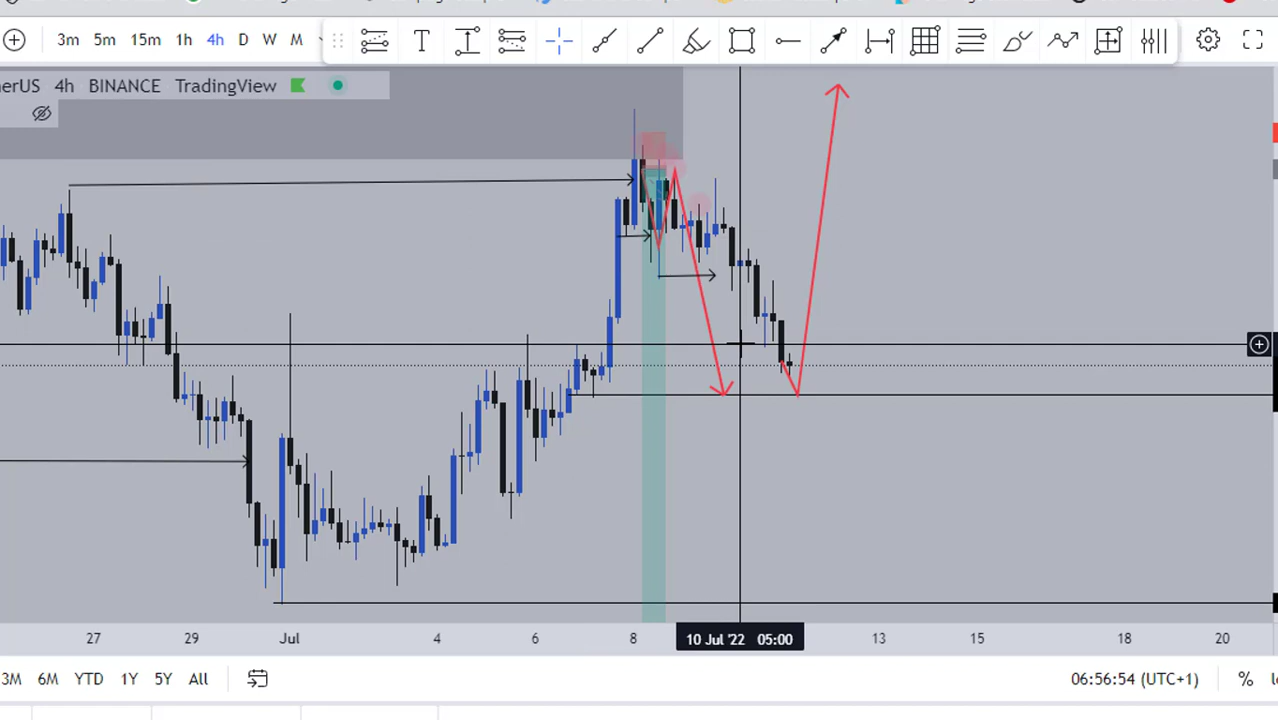 3m 5m 15m 1h 4h D W M
erUS 4h BINANCE TradingView
27 29 Jul 4 6 8 10 Jul '22 05:00 13 15 18 20
3M 6M YTD 1Y 5Y All 06:56:54 (UTC+1) %